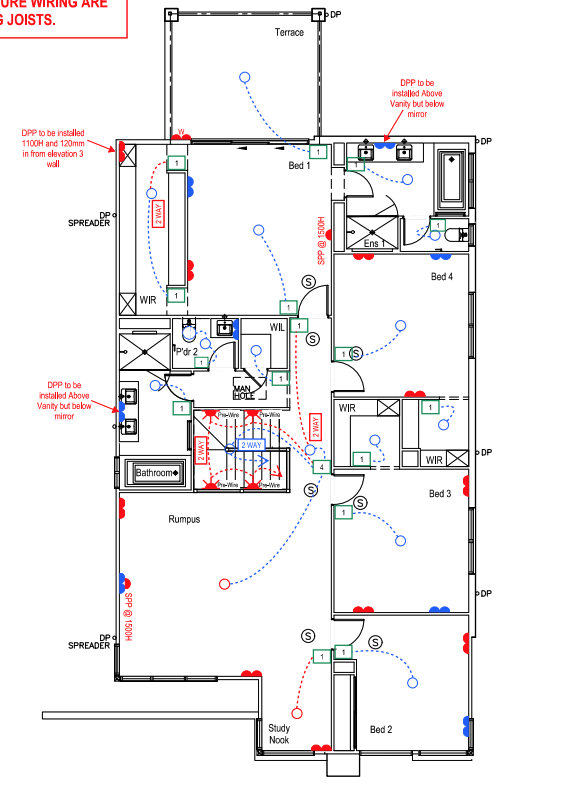 URE WIRING ARE
G JOISTS.
DP
Terrace
DPP to be
installed Above
Vanity but below
mirror
DPP to be installed
1100H and 120mm
in from elevation 3
wall
W
DP
1
1
Bed 1
1
DP
SPREADER
2 WAY
SPP @ 1500H
1
Ens 1
Bed 4
S
1
WIR
1
1
WIL
S
P'dr 2
1
1
S
DPP to be
installed Above
Vanity but below
mirror
MAN
HOLE
1
Pre-Wire
Pre-Wire
WIR
1
2 WAY
2 WAY
2 WAY
1
WIR
DP
Bathroom
4
Pre-Wire
Pre-Wire
S
Bed 3
S
1
Rumpus
SPP @ 1500H
DP
DP
SPREADER
S
S
1
1
Study
Nook
Bed 2